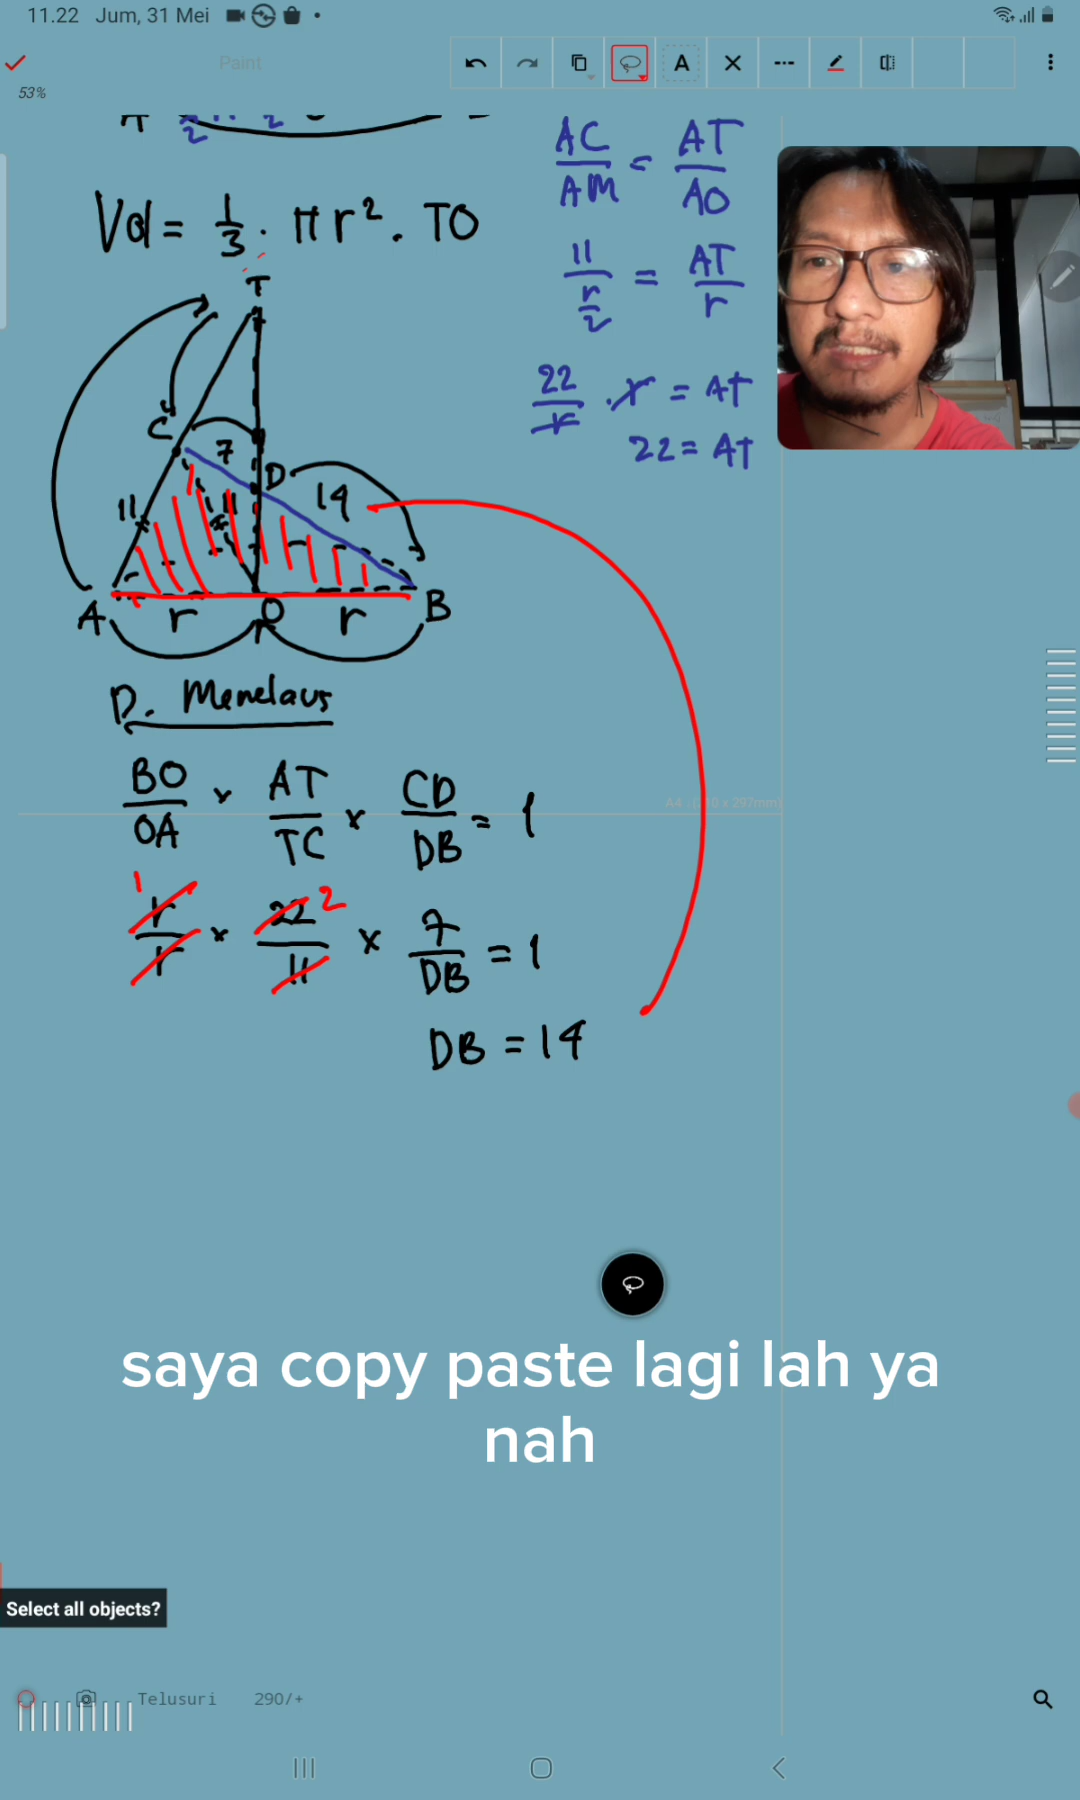 11.22 Jum, 31 Mei
Paint
A
53%
AC/AM = AT/AO
Vol = 1/3 . πr². TO
11/(r/2) = AT/r
22/r . r = AT
22 = AT
T
C
7
D
14
11
A
r
O
r
B
D. Menelaus
BO/OA × AT/TC × CD/DB = 1
1 2
r/r × 22/11 × 7/DB = 1
DB = 14
saya copy paste lagi lah ya
nah
Select all objects?
Telusuri 290/+